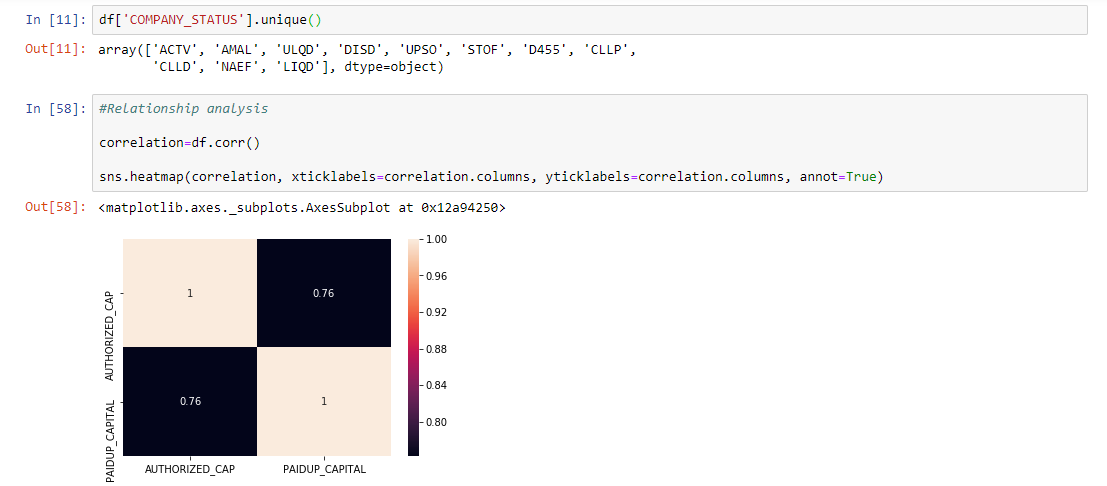 In [11]: df['COMPANY_STATUS'].unique()
Out[11]: array(['ACTV', 'AMAL', 'ULQD', 'DISD', 'UPSO', 'STOF', 'D455', 'CLLP',
'CLLD', 'NAEF', 'LIQD'], dtype=object)
In [58]: #Relationship analysis
correlation=df.corr()
sns.heatmap(correlation, xticklabels=correlation.columns, yticklabels=correlation.columns, annot=True)
Out[58]: <matplotlib.axes._subplots.AxesSubplot at 0x12a94250>
AUTHORIZED_CAP
PAIDUP_CAPITAL
1
0.76
0.76
1
AUTHORIZED_CAP
PAIDUP_CAPITAL
1.00
0.96
0.92
0.88
0.84
0.80